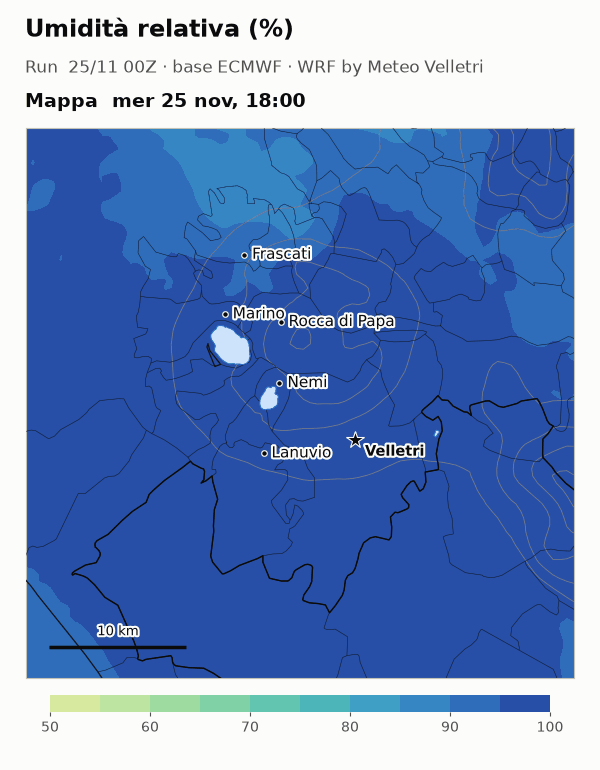 Umidità relativa (%)
Run  25/11 00Z · base ECMWF · WRF by Meteo Velletri
Mappa  mer 25 nov, 18:00
Frascati
Marino
Rocca di Papa
Nemi
Velletri
Lanuvio
10 km
50 60 70 80 90 100